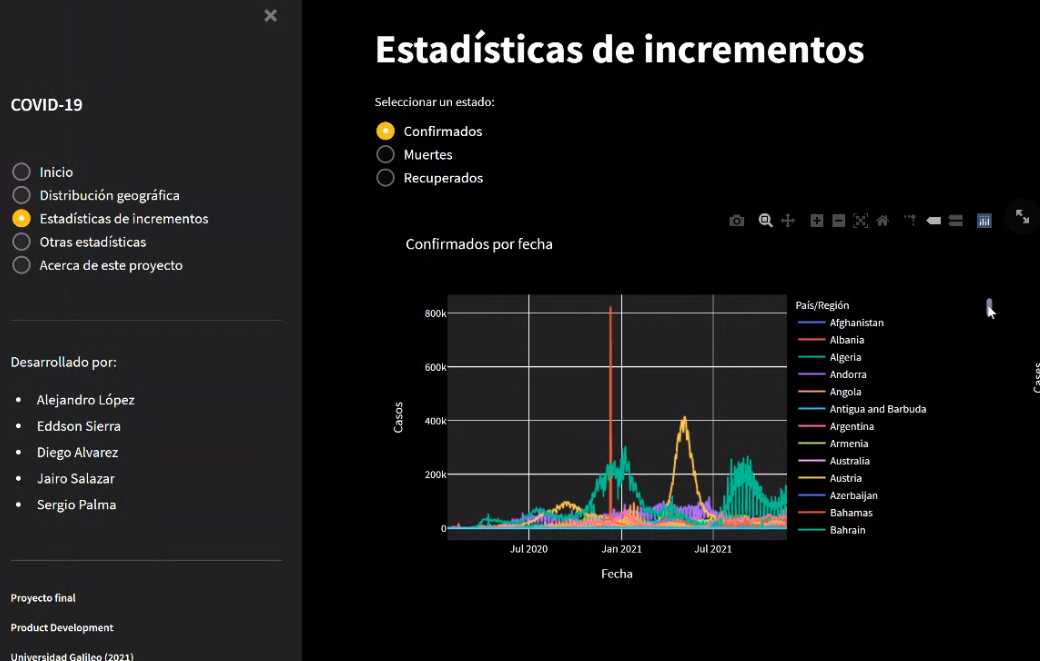 COVID-19
Inicio
Distribución geográfica
Estadísticas de incrementos
Otras estadísticas
Acerca de este proyecto
Desarrollado por:
Alejandro López
Eddson Sierra
Diego Alvarez
Jairo Salazar
Sergio Palma
Proyecto final
Product Development
Universidad Galileo (2021)
Estadísticas de incrementos
Seleccionar un estado:
Confirmados
Muertes
Recuperados
Confirmados por fecha
800k
600k
400k
200k
0
Casos
Jul 2020
Jan 2021
Jul 2021
Fecha
País/Región
Afghanistan
Albania
Algeria
Andorra
Angola
Antigua and Barbuda
Argentina
Armenia
Australia
Austria
Azerbaijan
Bahamas
Bahrain
Cases